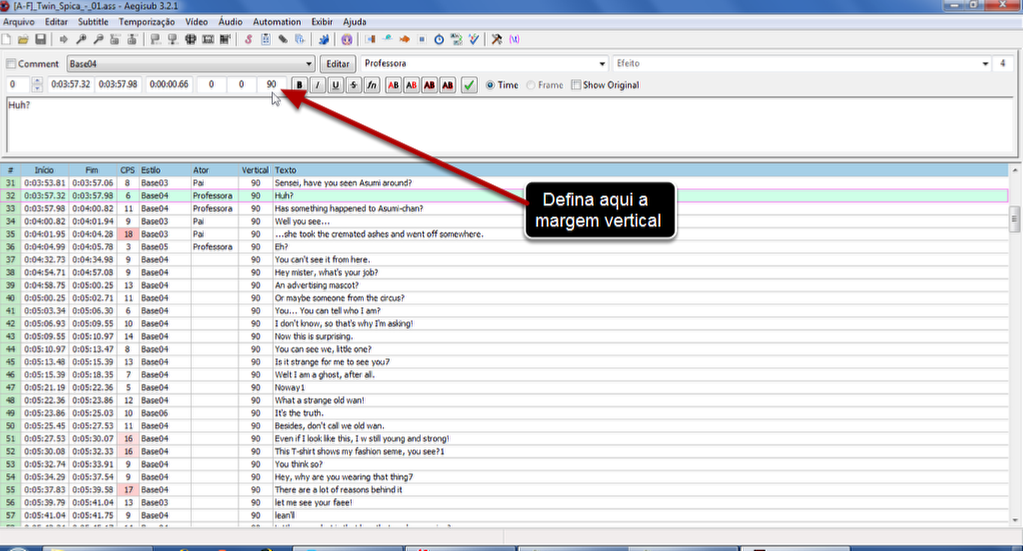 [A-F]_Twin_Spica_-_01.ass - Aegisub 3.2.1
Arquivo Editar Subtitle Temporização Vídeo Áudio Automation Exibir Ajuda
Comment Base04 Editar Professora Efeito 4
0 0:03:57.32 0:03:57.98 0:00:00.66 0 0 90 B I U S fn AB AB AB AB Time Frame Show Original
Huh?
# Início Fim CPS Estilo Ator Vertical Texto
31 0:03:53.81 0:03:57.06 8 Base03 Pai 90 Sensei, have you seen Asumi around?
32 0:03:57.32 0:03:57.98 6 Base04 Professora 90 Huh?
33 0:03:57.98 0:04:00.82 11 Base04 Professora 90 Has something happened to Asumi-chan?
34 0:04:00.82 0:04:01.94 9 Base03 Pai 90 Well you see...
35 0:04:01.95 0:04:04.28 18 Base03 Pai 90 ...she took the cremated ashes and went off somewhere.
36 0:04:04.99 0:04:05.78 3 Base05 Professora 90 Eh?
37 0:04:32.73 0:04:34.98 9 Base04 90 You can't see it from here.
38 0:04:54.71 0:04:57.08 9 Base04 90 Hey mister, what's your job?
39 0:04:58.75 0:05:00.25 13 Base04 90 An advertising mascot?
40 0:05:00.25 0:05:02.71 11 Base04 90 Or maybe someone from the circus?
41 0:05:03.34 0:05:06.30 6 Base04 90 You... You can tell who I am?
42 0:05:06.93 0:05:09.55 10 Base04 90 I don't know, so that's why I'm asking!
43 0:05:09.55 0:05:10.97 14 Base04 90 Now this is surprising.
44 0:05:10.97 0:05:13.47 8 Base04 90 You can see we, little one?
45 0:05:13.48 0:05:15.39 13 Base04 90 Is it strange for me to see you7
46 0:05:15.39 0:05:18.35 7 Base04 90 Welt I am a ghost, after all.
47 0:05:21.19 0:05:22.36 5 Base04 90 Noway1
48 0:05:22.36 0:05:23.86 12 Base04 90 What a strange old wan!
49 0:05:23.86 0:05:25.03 10 Base06 90 It's the truth.
50 0:05:25.45 0:05:27.53 11 Base04 90 Besides, don't call we old wan.
51 0:05:27.53 0:05:30.07 16 Base04 90 Even if I look like this, I w still young and strong!
52 0:05:30.08 0:05:32.33 16 Base04 90 This T-shirt shows my fashion seme, you see?1
53 0:05:32.74 0:05:33.91 9 Base04 90 You think so?
54 0:05:34.29 0:05:37.54 9 Base04 90 Hey, why are you wearing that thing7
55 0:05:37.83 0:05:39.58 17 Base04 90 There are a lot of reasons behind it
56 0:05:39.79 0:05:41.04 13 Base03 90 let me see your faee!
57 0:05:41.04 0:05:41.75 9 Base04 90 lean'll
Defina aqui a
margem vertical